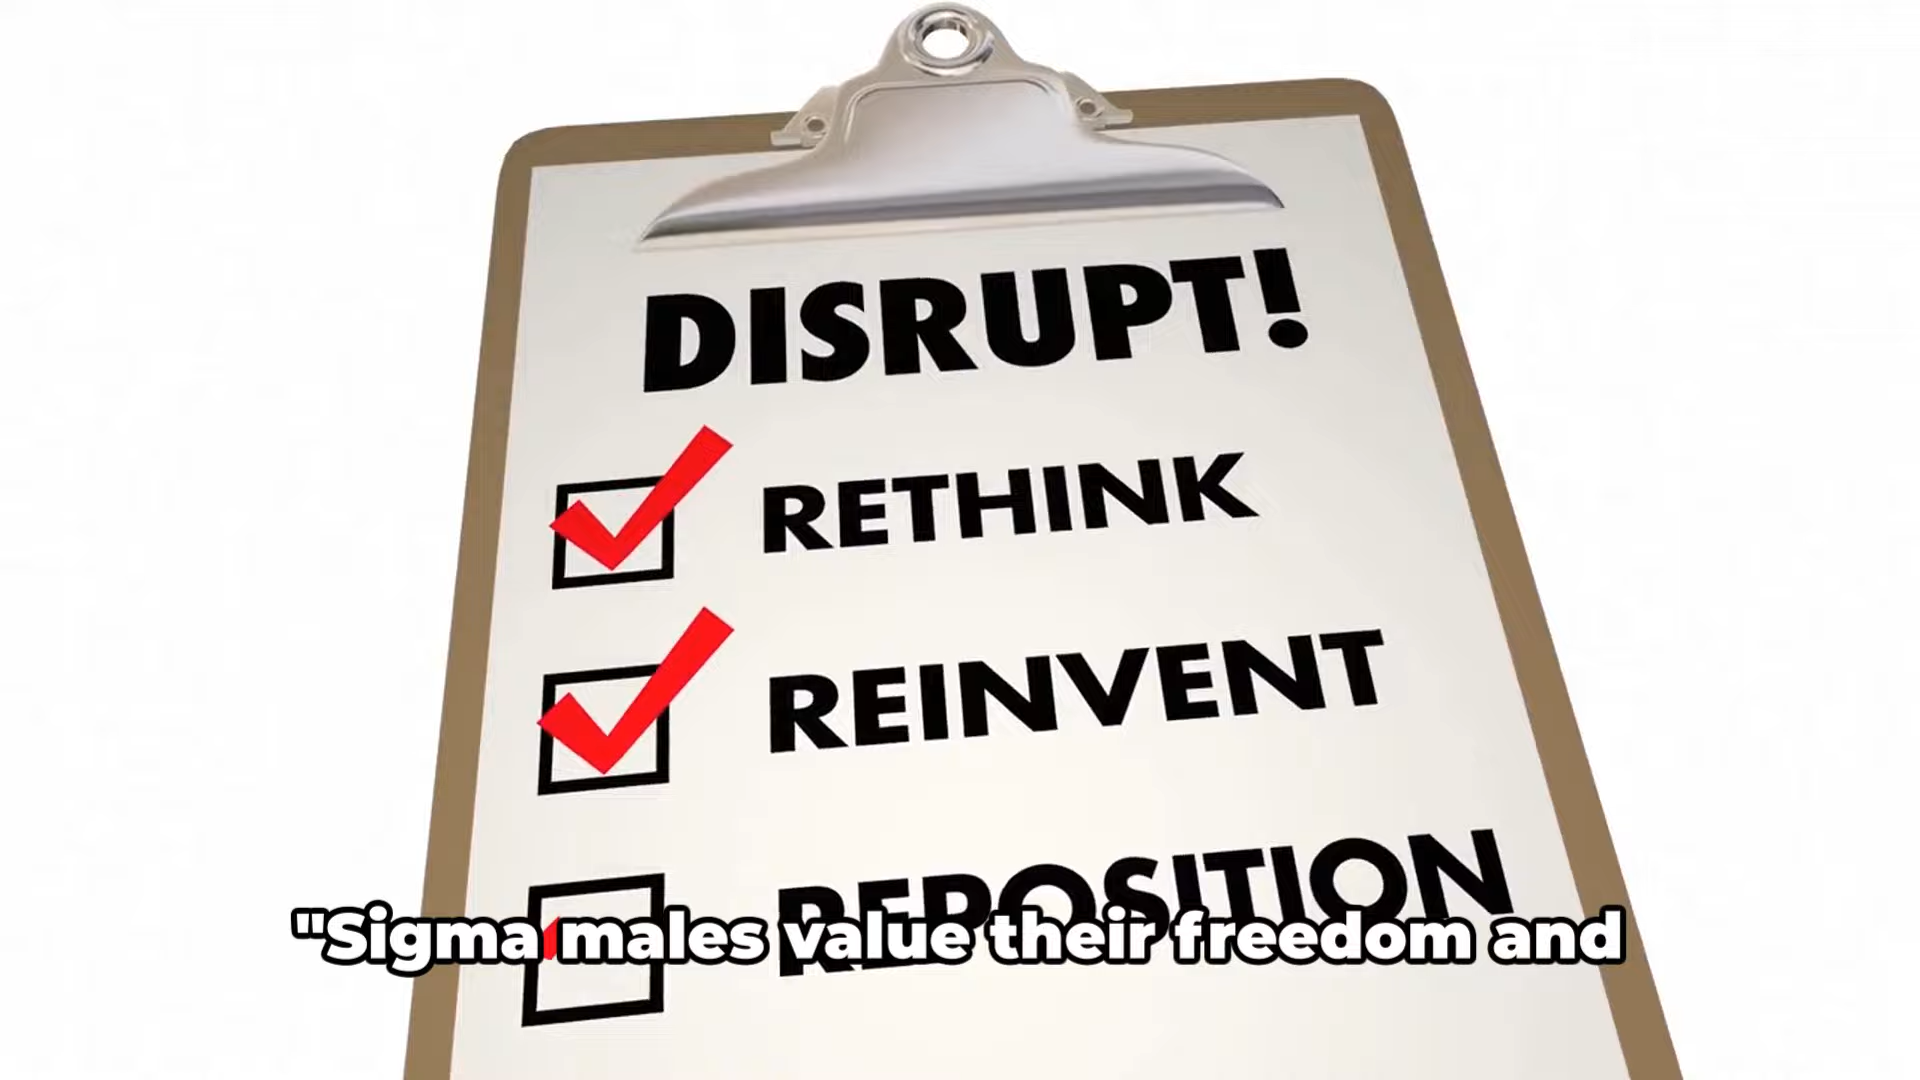 DISRUPT!
RETHINK
REINVENT
REPOSITION
"Sigma males value their freedom and